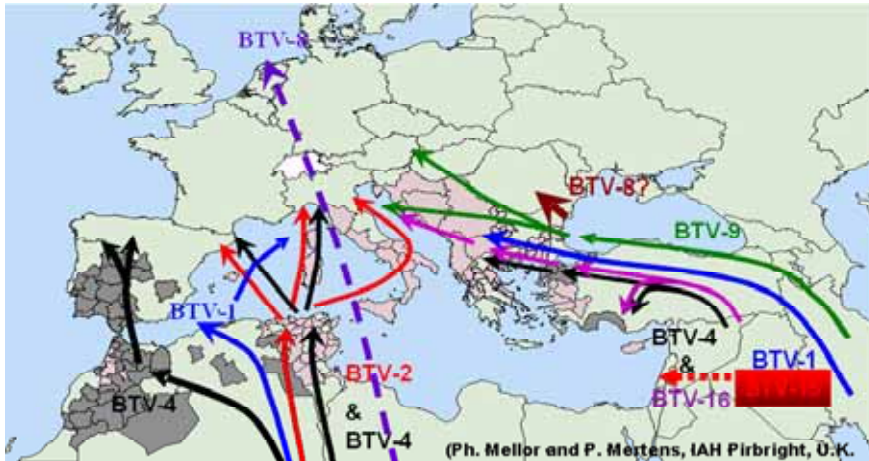 BTV-8
BTV-8?
BTV-9
BTV-1
BTV-4
&
BTV-1
BTV-16
BTV-2
&
BTV-4
BTV-4
(Ph. Mellor and P. Mertens, IAH Pirbright, U.K.